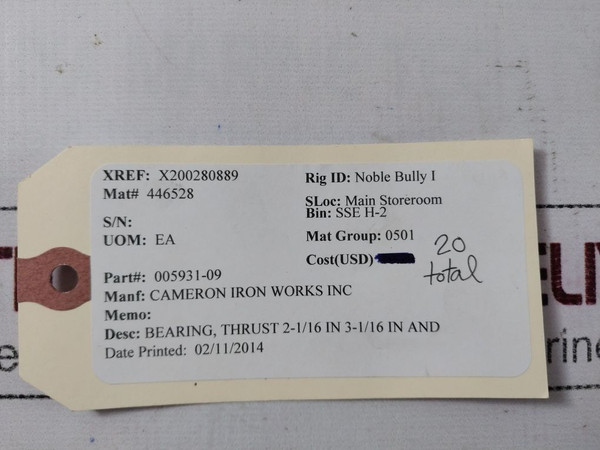 XREF: X200280889
Mat# 446528
S/N:
UOM: EA
Part#: 005931-09
Manf: CAMERON IRON WORKS INC
Memo:
Desc: BEARING, THRUST 2-1/16 IN 3-1/16 IN AND
Date Printed: 02/11/2014
Rig ID: Noble Bully I
SLoc: Main Storeroom
Bin: SSE H-2
Mat Group: 0501
Cost(USD)
20
total